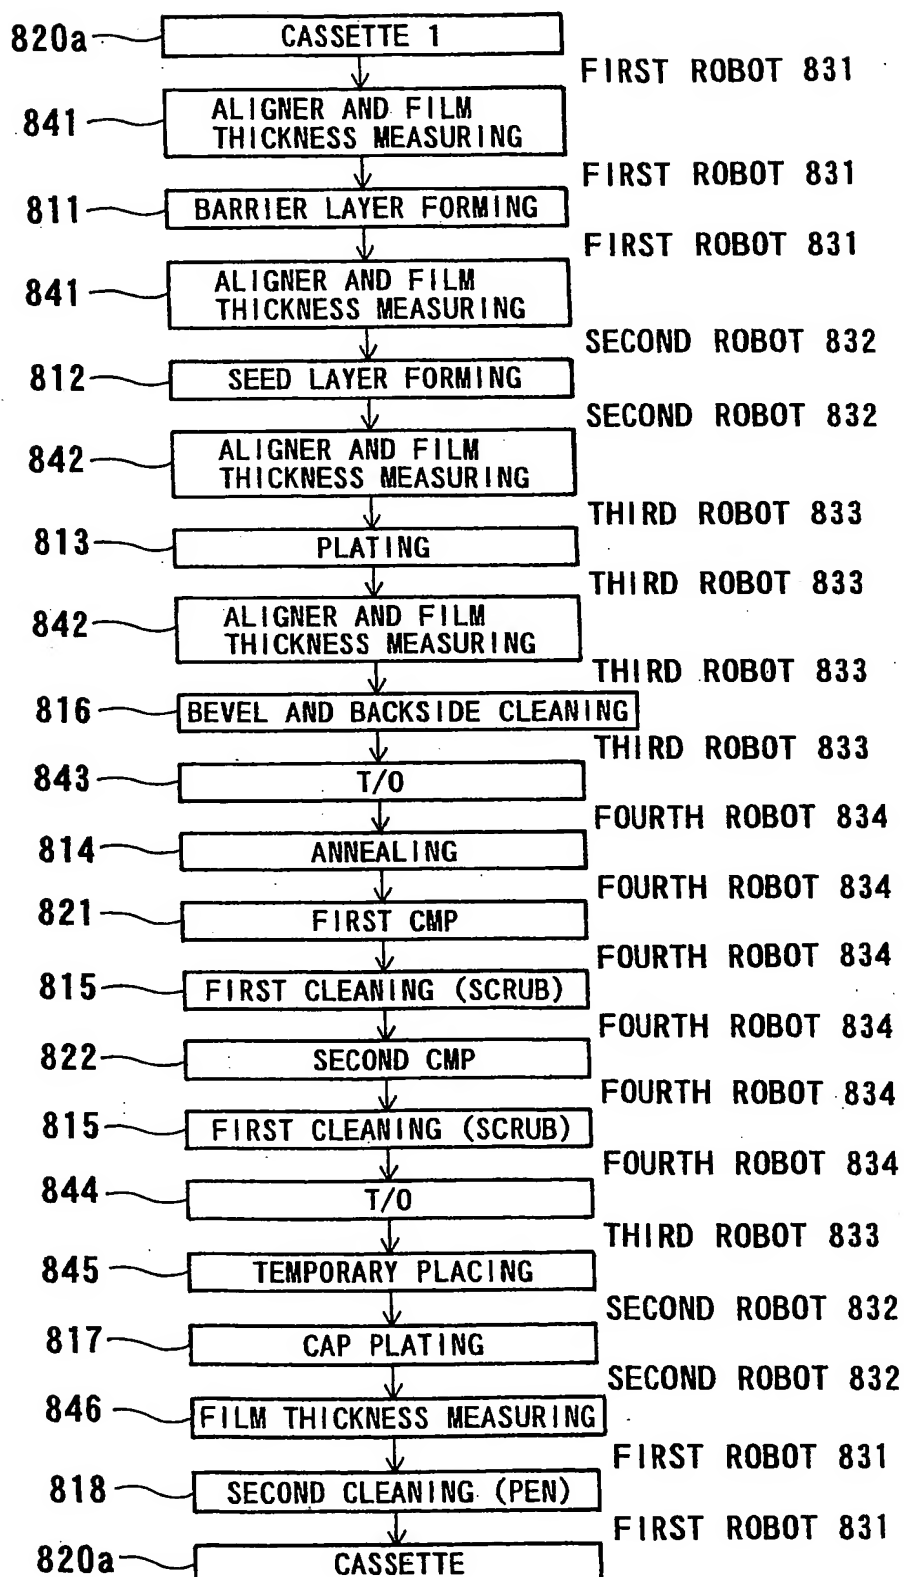 820a CASSETTE 1
FIRST ROBOT 831
841 ALIGNER AND FILM
THICKNESS MEASURING
FIRST ROBOT 831
811 BARRIER LAYER FORMING
FIRST ROBOT 831
841 ALIGNER AND FILM
THICKNESS MEASURING
SECOND ROBOT 832
812 SEED LAYER FORMING
SECOND ROBOT 832
842 ALIGNER AND FILM
THICKNESS MEASURING
THIRD ROBOT 833
813 PLATING
THIRD ROBOT 833
842 ALIGNER AND FILM
THICKNESS MEASURING
THIRD ROBOT 833
816 BEVEL AND BACKSIDE CLEANING
THIRD ROBOT 833
843 T/O
FOURTH ROBOT 834
814 ANNEALING
FOURTH ROBOT 834
821 FIRST CMP
FOURTH ROBOT 834
815 FIRST CLEANING (SCRUB)
FOURTH ROBOT 834
822 SECOND CMP
FOURTH ROBOT 834
815 FIRST CLEANING (SCRUB)
FOURTH ROBOT 834
844 T/O
THIRD ROBOT 833
845 TEMPORARY PLACING
SECOND ROBOT 832
817 CAP PLATING
SECOND ROBOT 832
846 FILM THICKNESS MEASURING
FIRST ROBOT 831
818 SECOND CLEANING (PEN)
FIRST ROBOT 831
820a CASSETTE